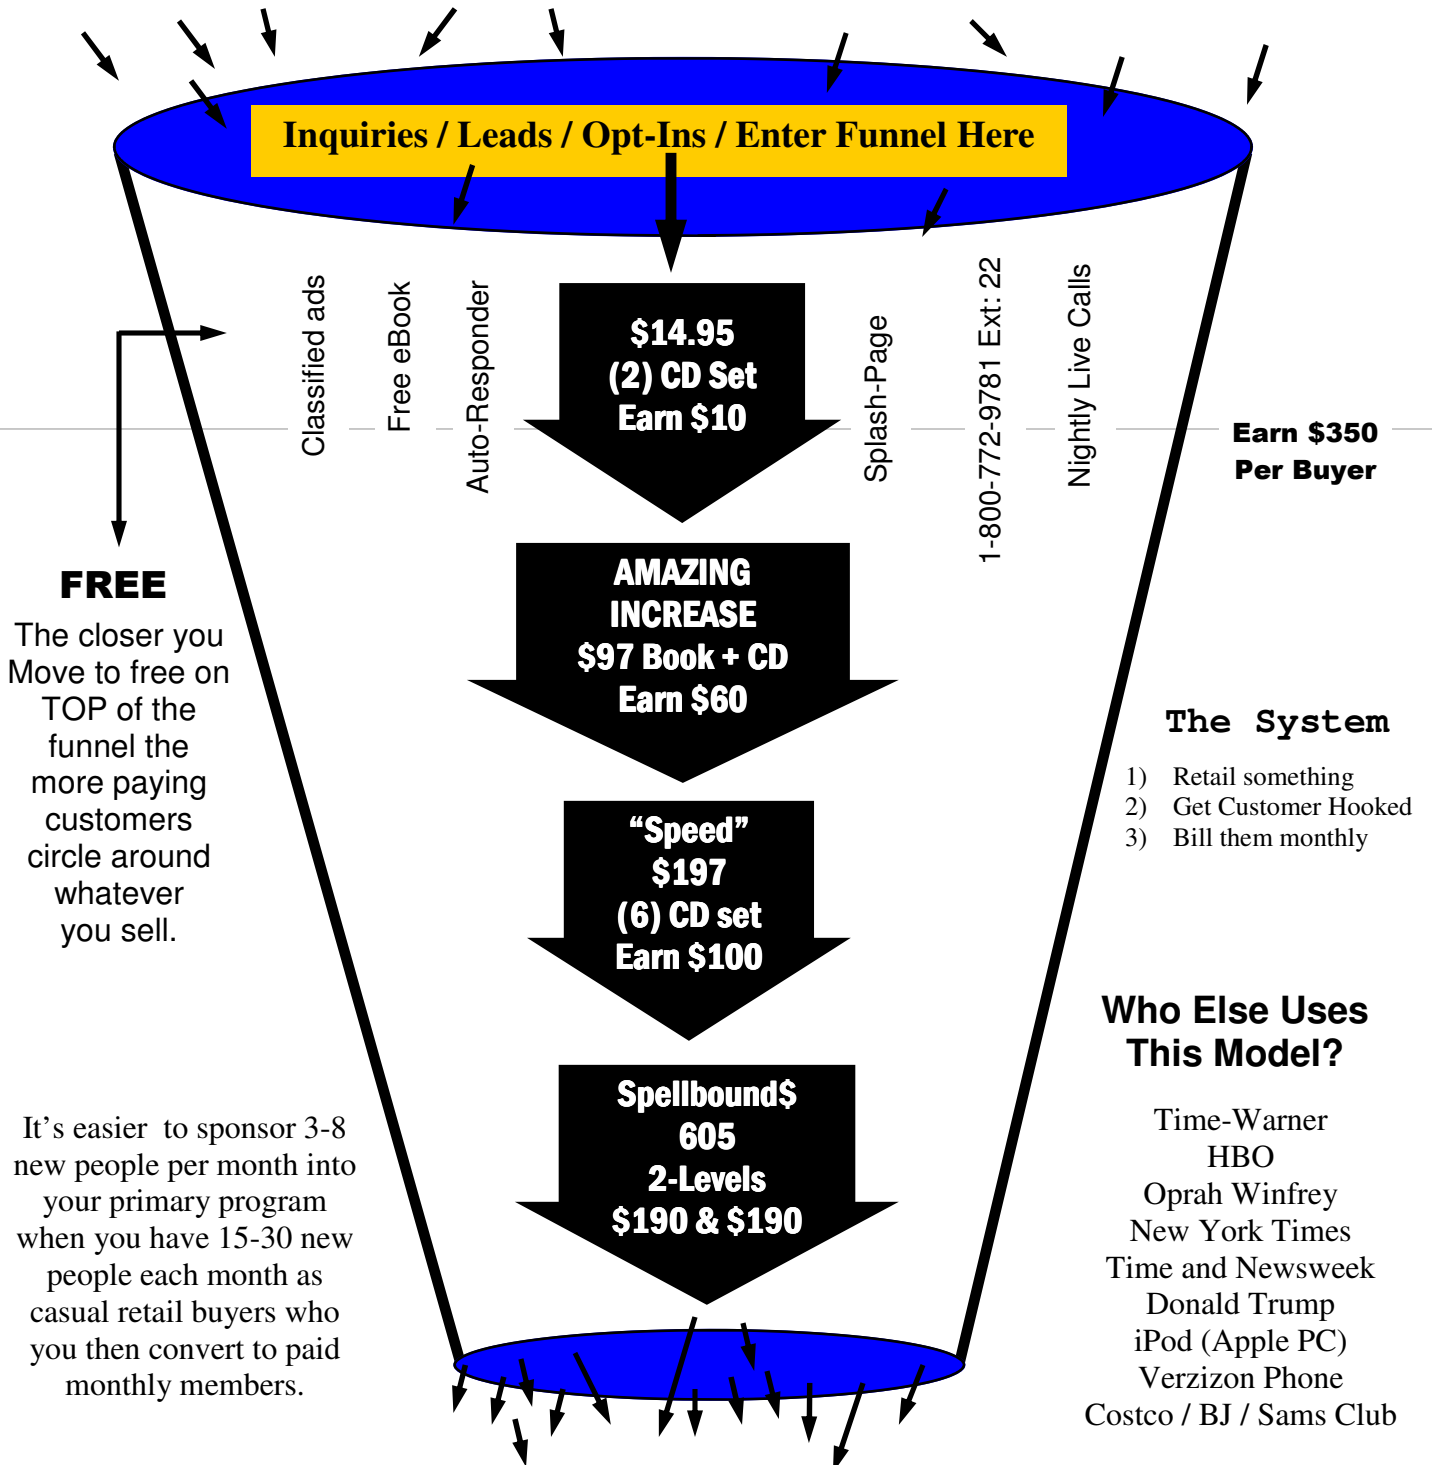 Inquiries / Leads / Opt-Ins / Enter Funnel Here
Classified ads
Free eBook
Auto-Responder
$14.95
(2) CD Set
Earn $10
Splash-Page
1-800-772-9781 Ext: 22
Nightly Live Calls
Earn $350
Per Buyer
FREE
The closer you
Move to free on
TOP of the
funnel the
more paying
customers
circle around
whatever
you sell.
AMAZING
INCREASE
$97 Book + CD
Earn $60
The System
1) Retail something
2) Get Customer Hooked
3) Bill them monthly
“Speed”
$197
(6) CD set
Earn $100
Spellbound$
605
2-Levels
$190 & $190
It’s easier to sponsor 3-8
new people per month into
your primary program
when you have 15-30 new
people each month as
casual retail buyers who
you then convert to paid
monthly members.
Who Else Uses
This Model?
Time-Warner
HBO
Oprah Winfrey
New York Times
Time and Newsweek
Donald Trump
iPod (Apple PC)
Verzizon Phone
Costco / BJ / Sams Club